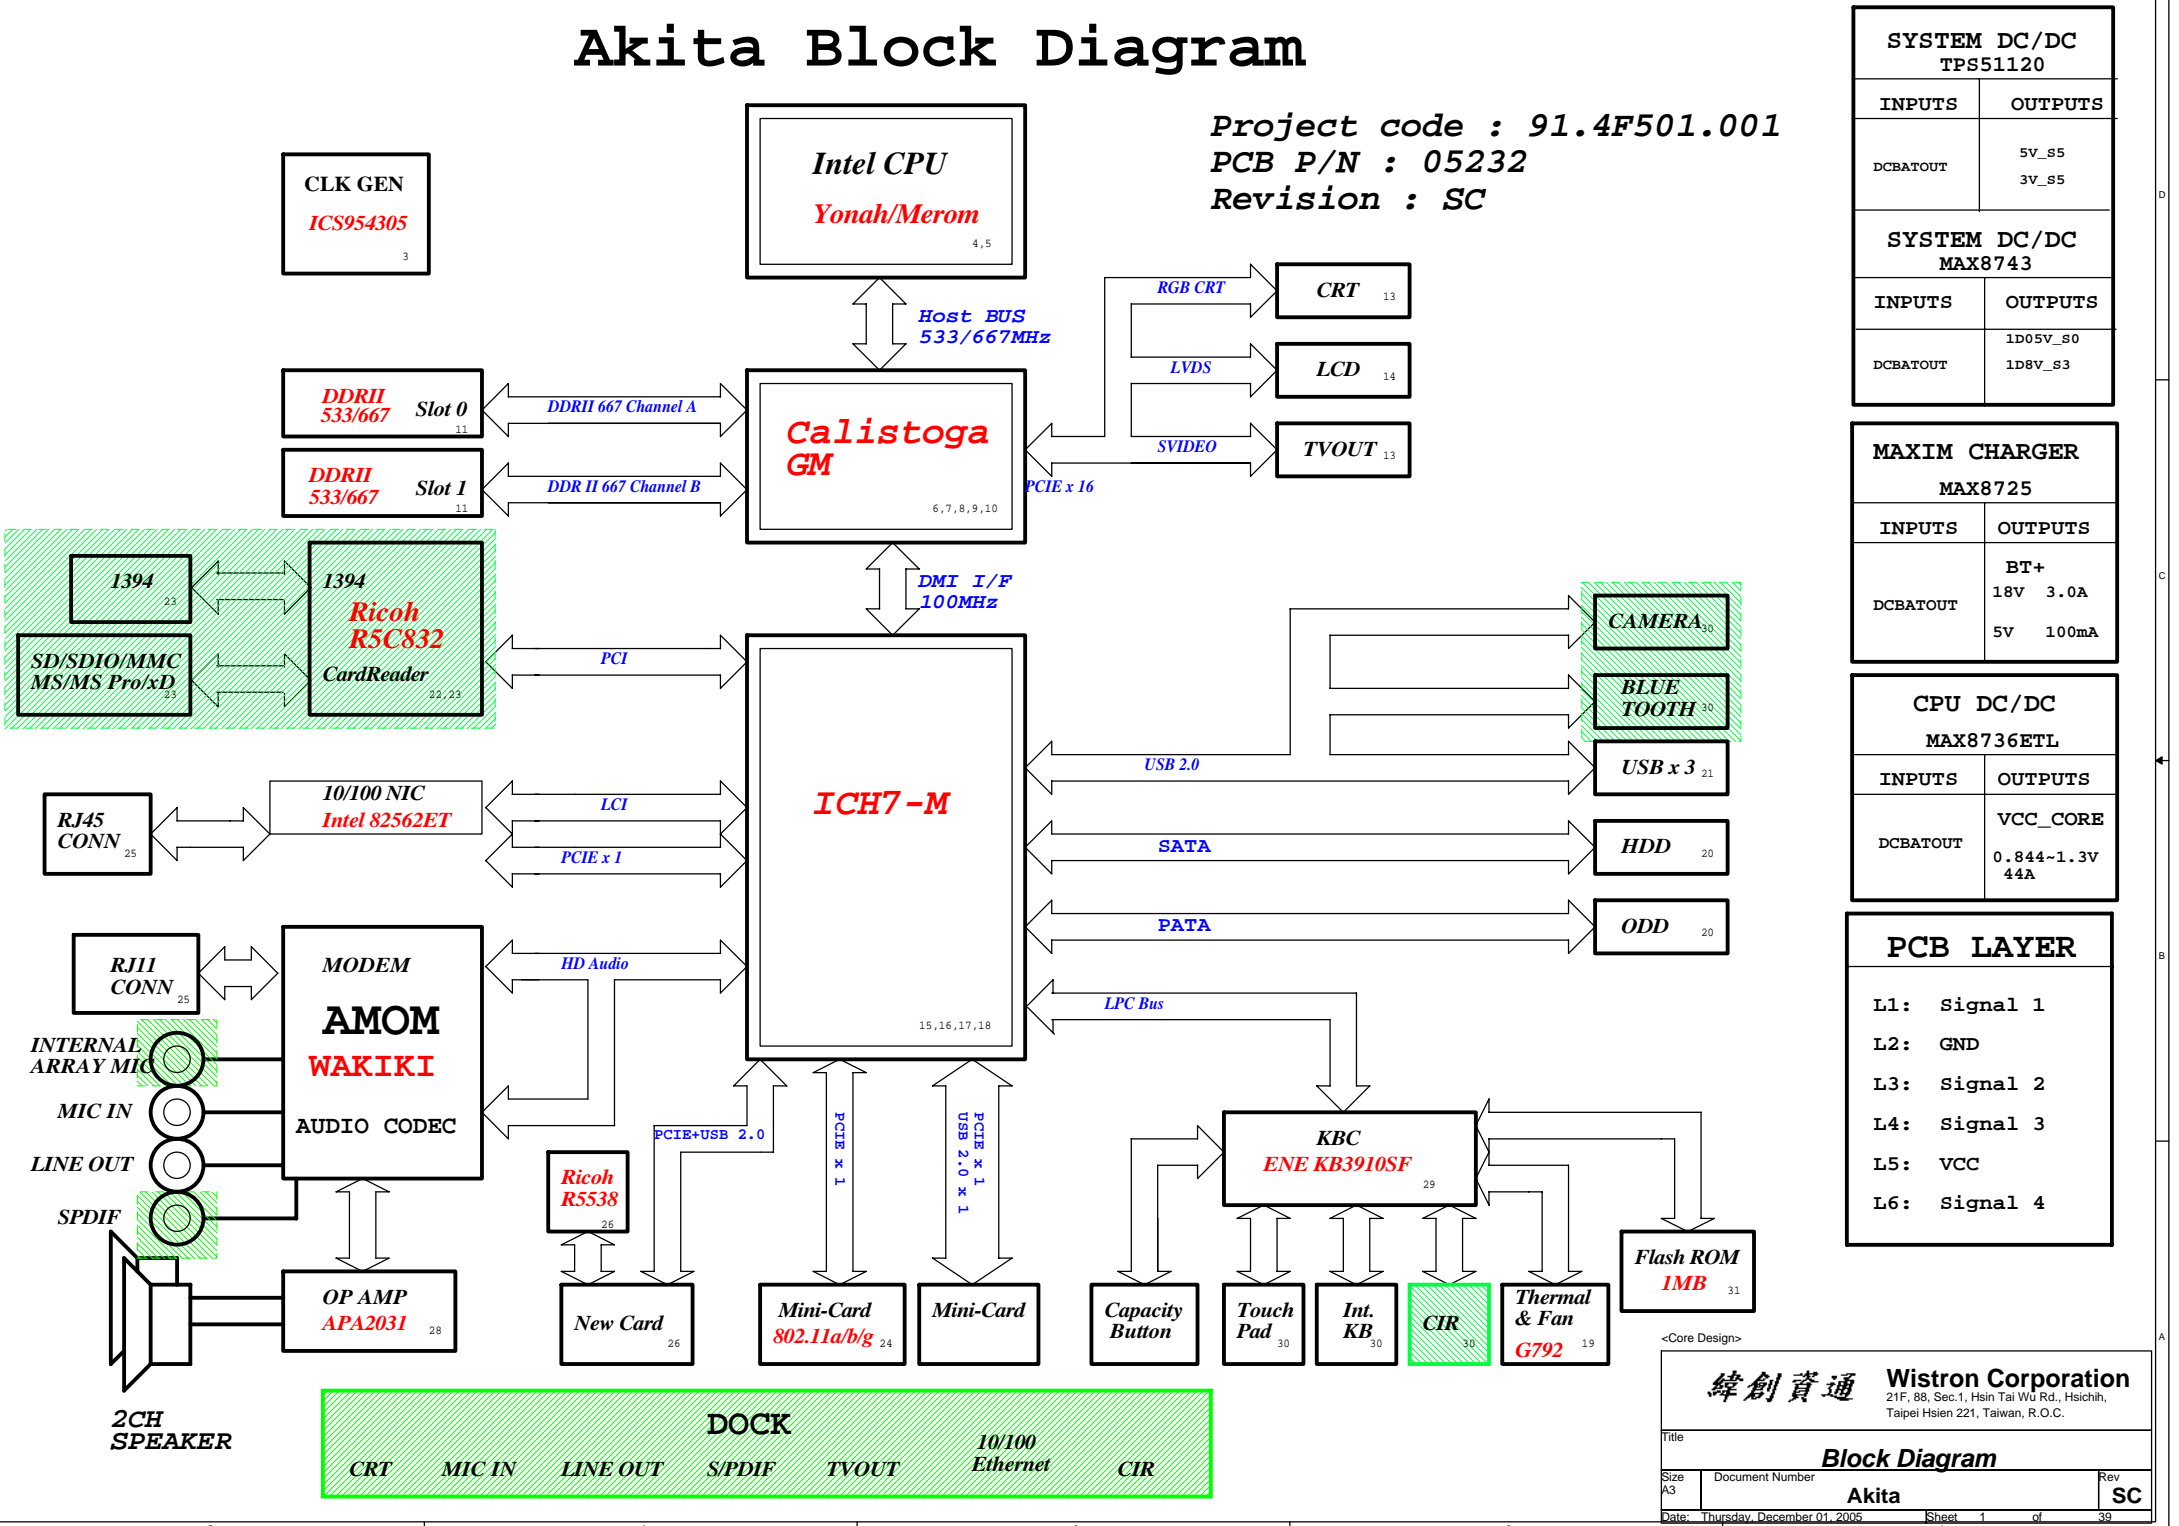 Akita Block Diagram
Project code : 91.4F501.001
PCB P/N : 05232
Revision : SC
CLK GEN
ICS954305
3
Intel CPU
Yonah/Merom
4,5
Host BUS
533/667MHz
DDRII
533/667
Slot 0
11
DDRII 667 Channel A
DDRII
533/667
Slot 1
11
DDR II 667 Channel B
Calistoga
GM
6,7,8,9,10
RGB CRT
CRT
13
LVDS
LCD
14
SVIDEO
TVOUT
13
PCIE x 16
DMI I/F
100MHz
1394
23
1394
Ricoh
R5C832
CardReader
22,23
SD/SDIO/MMC
MS/MS Pro/xD
23
PCI
ICH7-M
15,16,17,18
CAMERA
30
BLUE
TOOTH
30
USB 2.0
USB x 3
21
SATA
HDD
20
PATA
ODD
20
LPC Bus
RJ45
CONN
25
10/100 NIC
Intel 82562ET
LCI
PCIE x 1
RJ11
CONN
25
MODEM
AMOM
WAKIKI
AUDIO CODEC
HD Audio
INTERNAL
ARRAY MIC
MIC IN
LINE OUT
SPDIF
OP AMP
APA2031
28
2CH
SPEAKER
Ricoh
R5538
26
PCIE+USB 2.0
New Card
26
PCIE x 1
Mini-Card
802.11a/b/g
24
PCIE x 1
USB 2.0 x 1
Mini-Card
KBC
ENE KB3910SF
29
Capacity
Button
Touch
Pad
30
Int.
KB
30
CIR
30
Thermal
& Fan
G792
19
Flash ROM
1MB
31
DOCK
CRT
MIC IN
LINE OUT
S/PDIF
TVOUT
10/100
Ethernet
CIR
SYSTEM DC/DC
TPS51120
INPUTS OUTPUTS
DCBATOUT
5V_S5
3V_S5
SYSTEM DC/DC
MAX8743
INPUTS OUTPUTS
DCBATOUT
1D05V_S0
1D8V_S3
MAXIM CHARGER
MAX8725
INPUTS OUTPUTS
DCBATOUT
BT+
18V 3.0A
5V 100mA
CPU DC/DC
MAX8736ETL
INPUTS OUTPUTS
DCBATOUT
VCC_CORE
0.844~1.3V
44A
PCB LAYER
L1: Signal 1
L2: GND
L3: Signal 2
L4: Signal 3
L5: VCC
L6: Signal 4
D
C
B
A
<Core Design>
緯創資通
Wistron Corporation
21F, 88, Sec.1, Hsin Tai Wu Rd., Hsichih,
Taipei Hsien 221, Taiwan, R.O.C.
Title
Block Diagram
Size
A3
Document Number
Akita
Rev
SC
Date: Thursday, December 01, 2005
Sheet 1 of 39